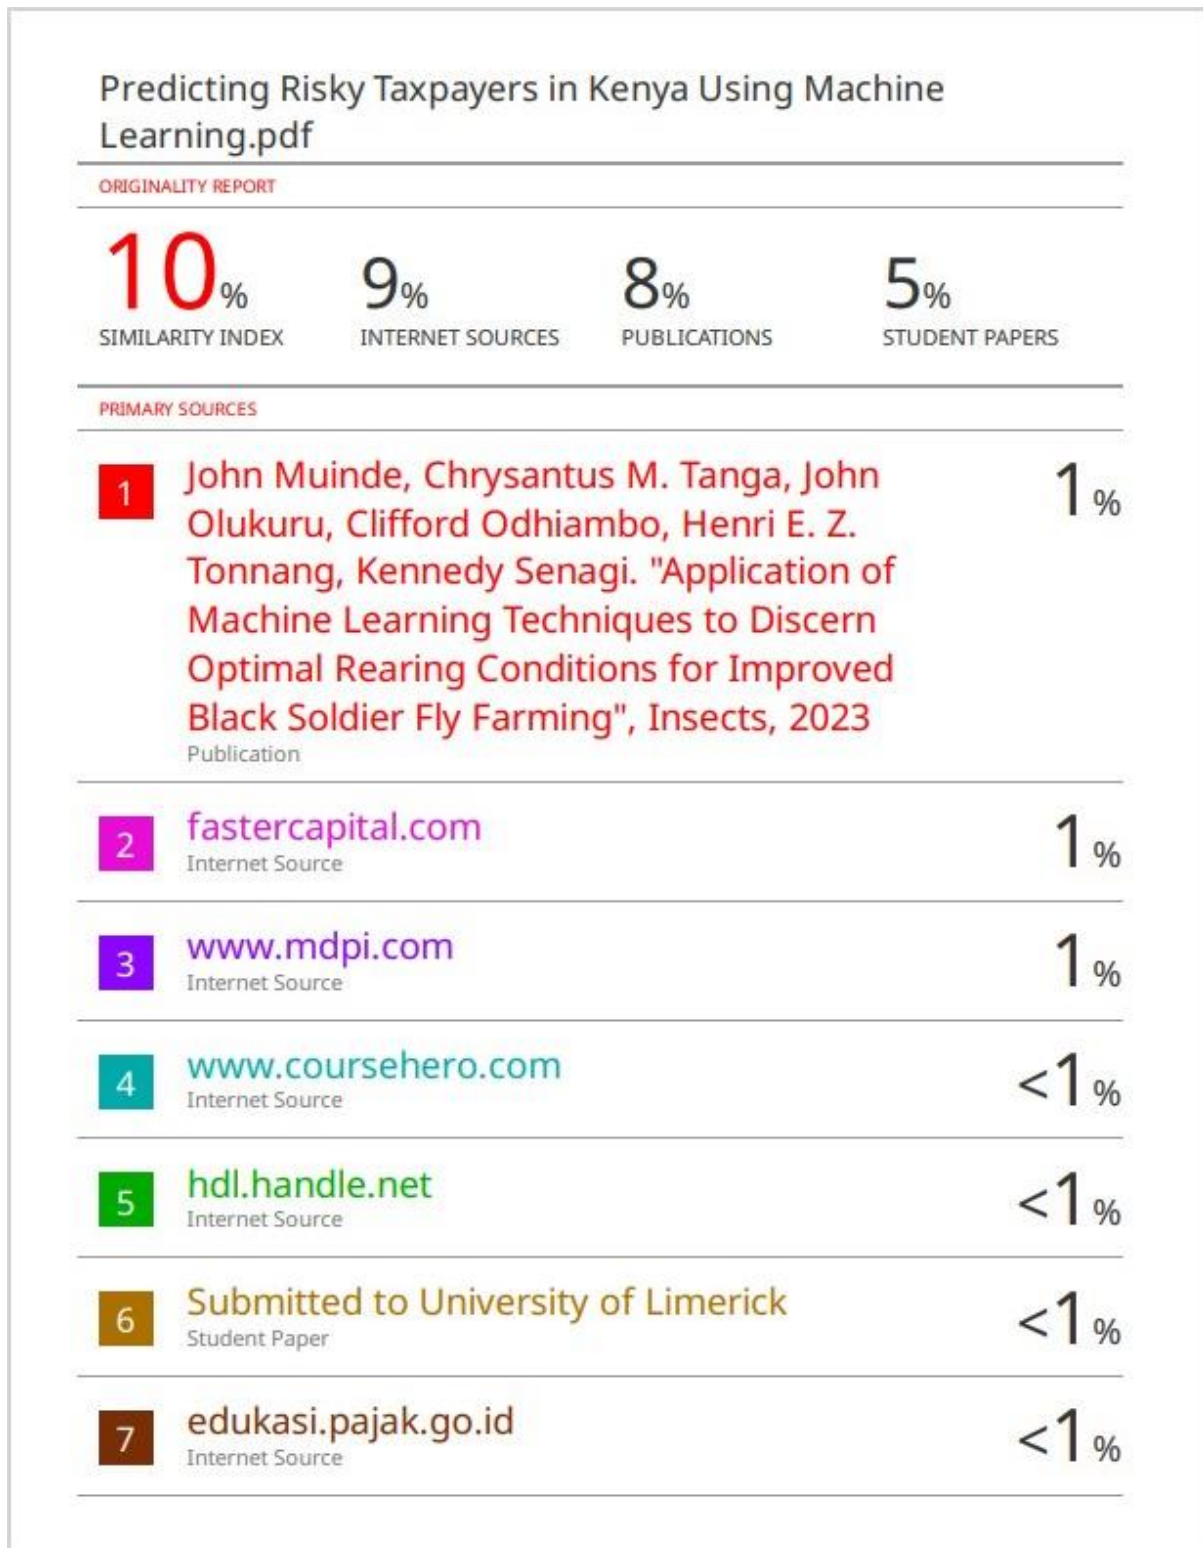 Predicting Risky Taxpayers in Kenya Using Machine
Learning.pdf
ORIGINALITY REPORT
10% 9% 8% 5%
SIMILARITY INDEX INTERNET SOURCES PUBLICATIONS STUDENT PAPERS
PRIMARY SOURCES
1 John Muinde, Chrysantus M. Tanga, John 1%
Olukuru, Clifford Odhiambo, Henri E. Z.
Tonnang, Kennedy Senagi. "Application of
Machine Learning Techniques to Discern
Optimal Rearing Conditions for Improved
Black Soldier Fly Farming", Insects, 2023
Publication
2 fastercapital.com 1%
Internet Source
3 www.mdpi.com 1%
Internet Source
4 www.coursehero.com <1%
Internet Source
5 hdl.handle.net <1%
Internet Source
6 Submitted to University of Limerick <1%
Student Paper
7 edukasi.pajak.go.id <1%
Internet Source